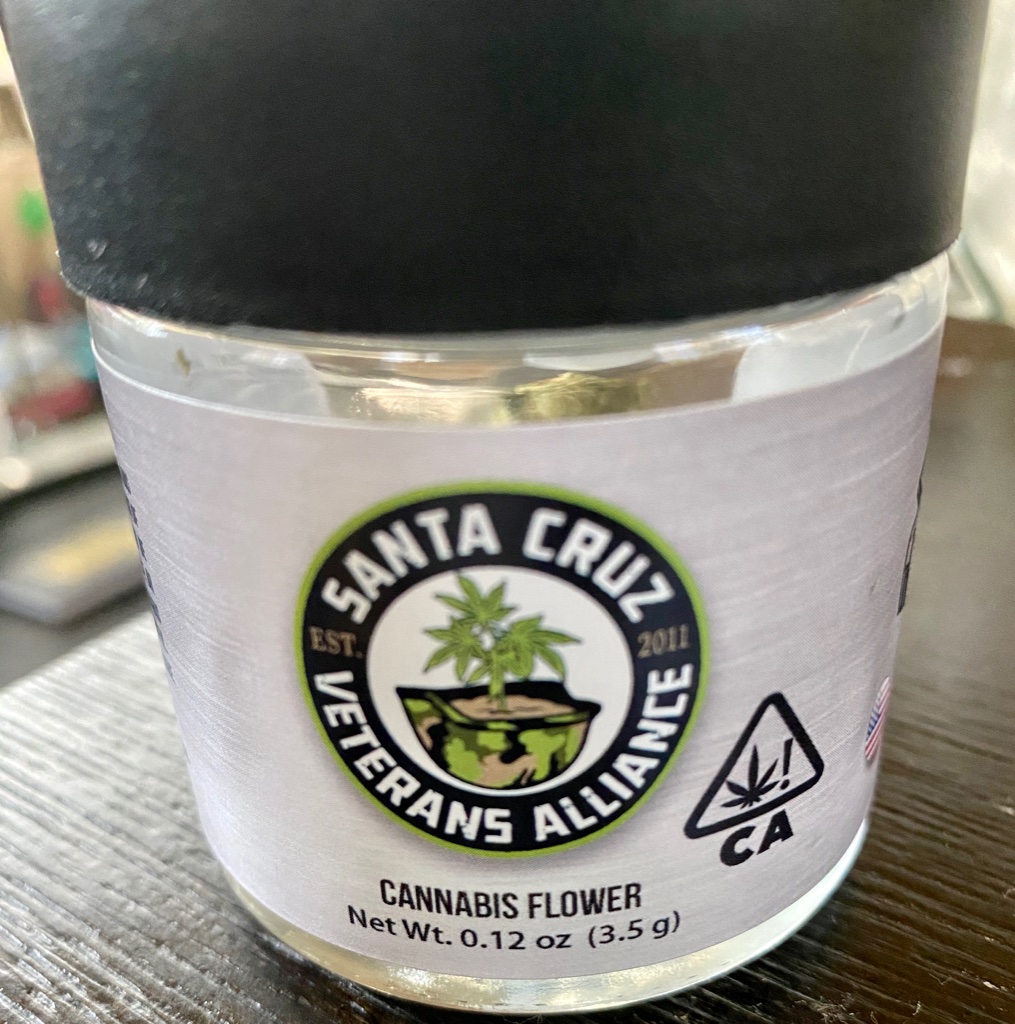 SANTA CRUZ
EST. 2011
VETERANS ALLIANCE
!
CA
CANNABIS FLOWER
Net Wt. 0.12 oz (3.5 g)